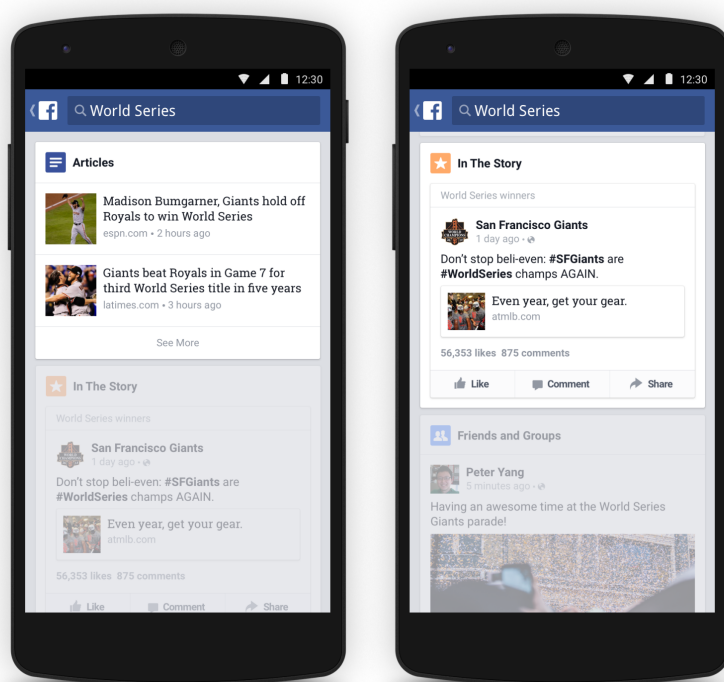 12:30
World Series
Articles
Madison Bumgarner, Giants hold off
Royals to win World Series
espn.com • 2 hours ago
Giants beat Royals in Game 7 for
third World Series title in five years
latimes.com • 3 hours ago
See More
In The Story
World Series winners
San Francisco Giants
1 day ago •
Don't stop beli-even: #SFGiants are
#WorldSeries champs AGAIN.
Even year, get your gear.
atmlb.com
56,353 likes 875 comments
Like Comment Share
12:30
World Series
In The Story
World Series winners
San Francisco Giants
1 day ago •
Don't stop beli-even: #SFGiants are
#WorldSeries champs AGAIN.
Even year, get your gear.
atmlb.com
56,353 likes 875 comments
Like Comment Share
Friends and Groups
Peter Yang
5 minutes ago •
Having an awesome time at the World Series
Giants parade!